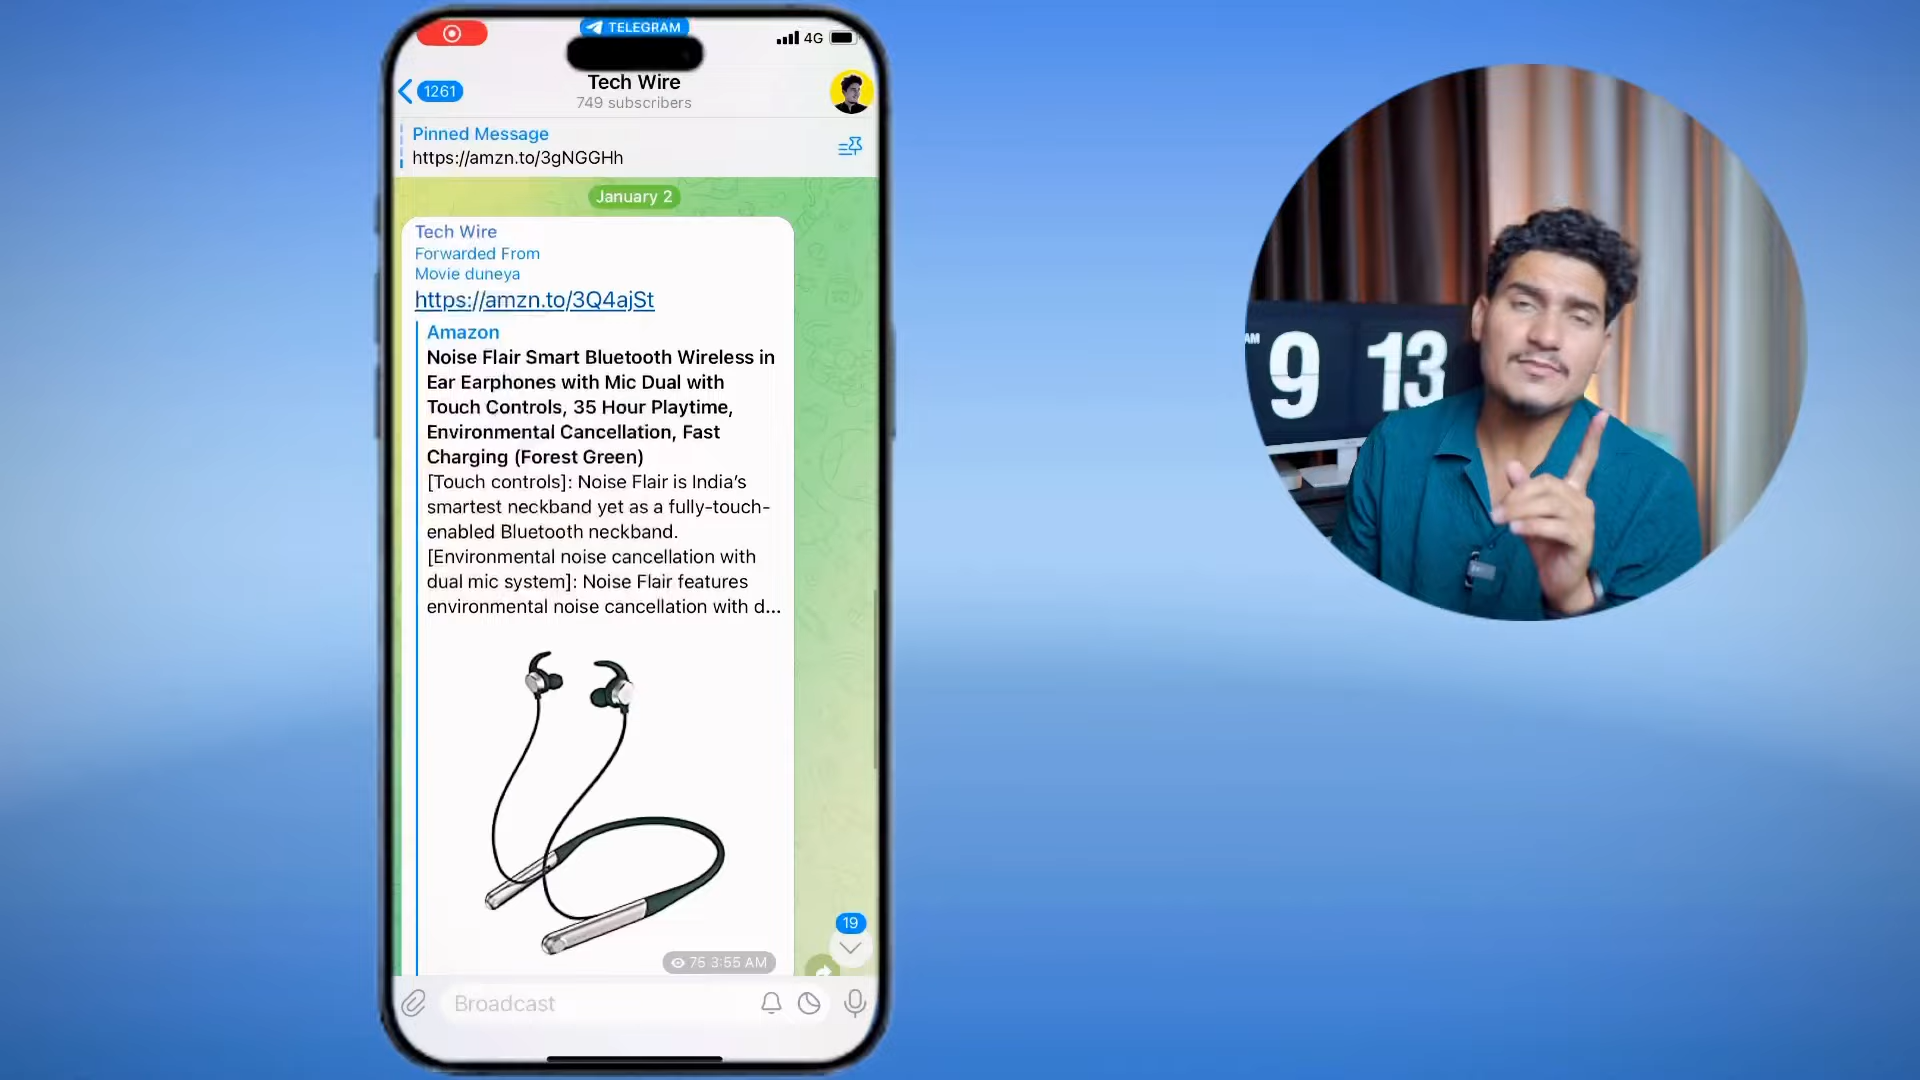 TELEGRAM
4G
1261
Tech Wire
749 subscribers
Pinned Message
https://amzn.to/3gNGGHh
January 2
Tech Wire
Forwarded From
Movie duneya
https://amzn.to/3Q4ajSt
Amazon
Noise Flair Smart Bluetooth Wireless in
Ear Earphones with Mic Dual with
Touch Controls, 35 Hour Playtime,
Environmental Cancellation, Fast
Charging (Forest Green)
[Touch controls]: Noise Flair is India’s
smartest neckband yet as a fully-touch-
enabled Bluetooth neckband.
[Environmental noise cancellation with
dual mic system]: Noise Flair features
environmental noise cancellation with d...
19
75 3:55 AM
Broadcast
AM
9 13